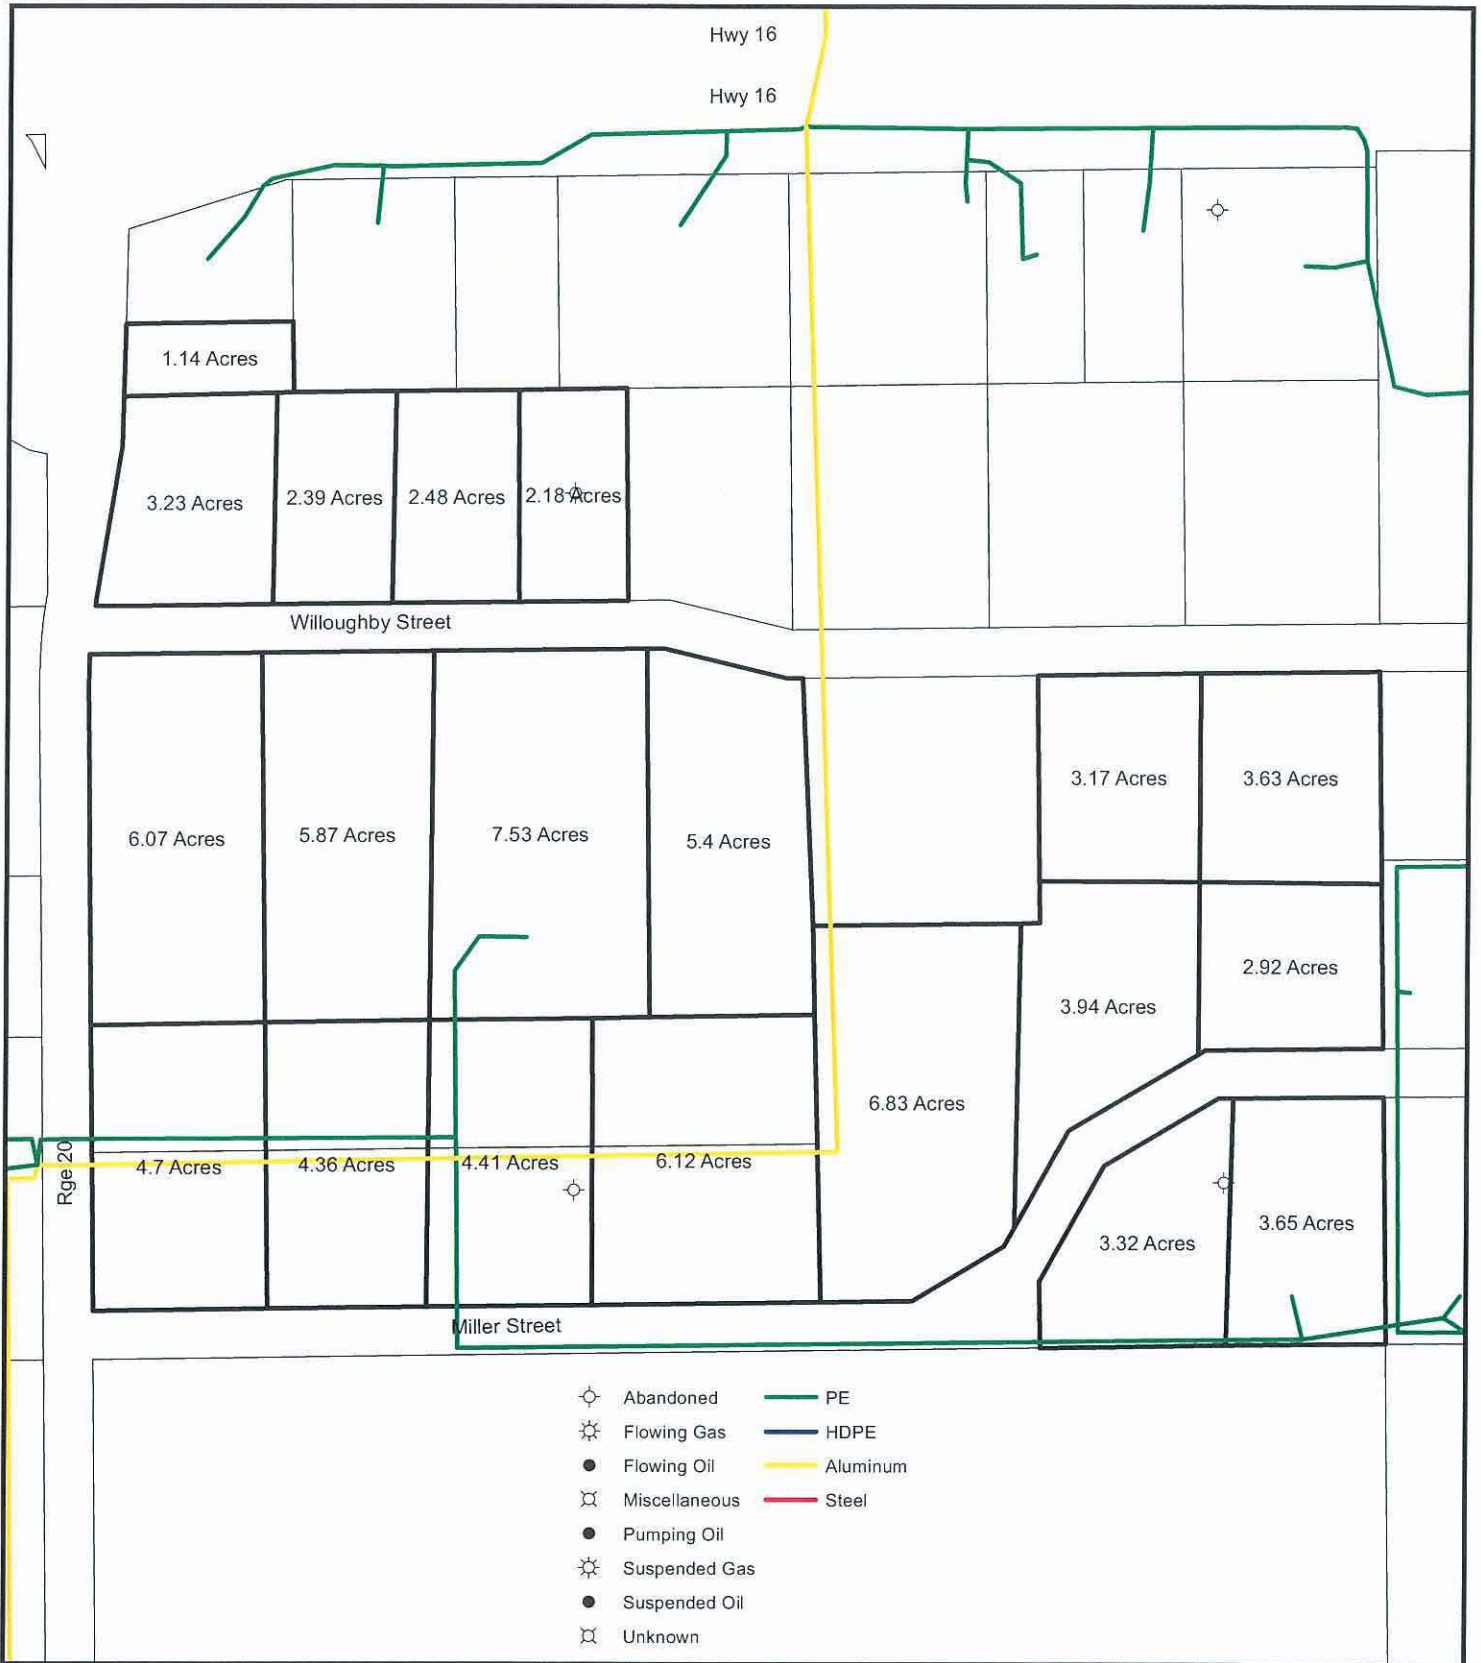 Hwy 16
Hwy 16
1.14 Acres
3.23 Acres
2.39 Acres
2.48 Acres
2.18 Acres
Willoughby Street
6.07 Acres
5.87 Acres
7.53 Acres
5.4 Acres
3.17 Acres
3.63 Acres
2.92 Acres
3.94 Acres
6.83 Acres
Rge 20
4.7 Acres
4.36 Acres
4.41 Acres
6.12 Acres
3.32 Acres
3.65 Acres
Miller Street
Abandoned
PE
Flowing Gas
HDPE
Flowing Oil
Aluminum
Miscellaneous
Steel
Pumping Oil
Suspended Gas
Suspended Oil
Unknown